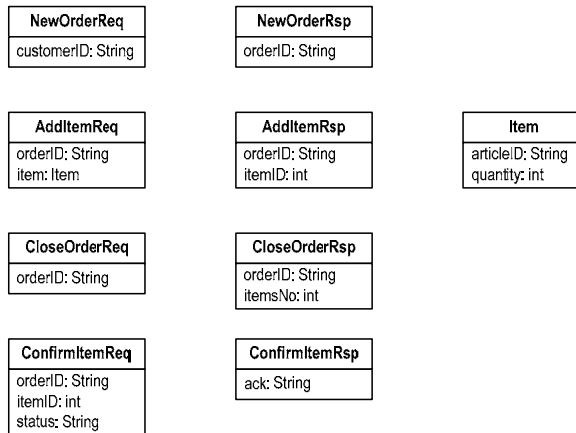 NewOrderReq
customerID: String
NewOrderRsp
orderID: String
AddItemReq
orderID: String
item: Item
AddItemRsp
orderID: String
itemID: int
Item
articleID: String
quantity: int
CloseOrderReq
orderID: String
CloseOrderRsp
orderID: String
itemsNo: int
ConfirmItemReq
orderID: String
itemID: int
status: String
ConfirmItemRsp
ack: String